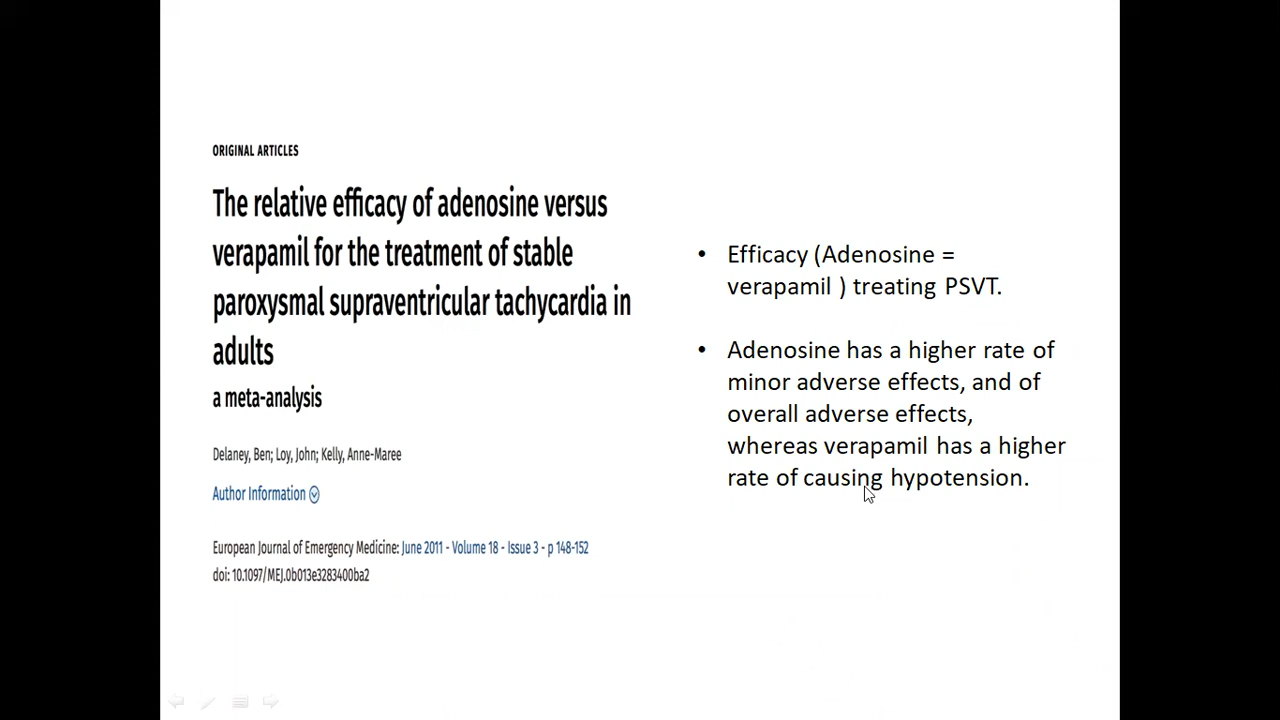 ORIGINAL ARTICLES
The relative efficacy of adenosine versus
verapamil for the treatment of stable
paroxysmal supraventricular tachycardia in
adults
a meta-analysis
Delaney, Ben; Loy, John; Kelly, Anne-Maree
Author Information
European Journal of Emergency Medicine: June 2011 - Volume 18 - Issue 3 - p 148-152
doi: 10.1097/MEJ.0b013e3283400ba2
• Efficacy (Adenosine =
verapamil ) treating PSVT.
• Adenosine has a higher rate of
minor adverse effects, and of
overall adverse effects,
whereas verapamil has a higher
rate of causing hypotension.